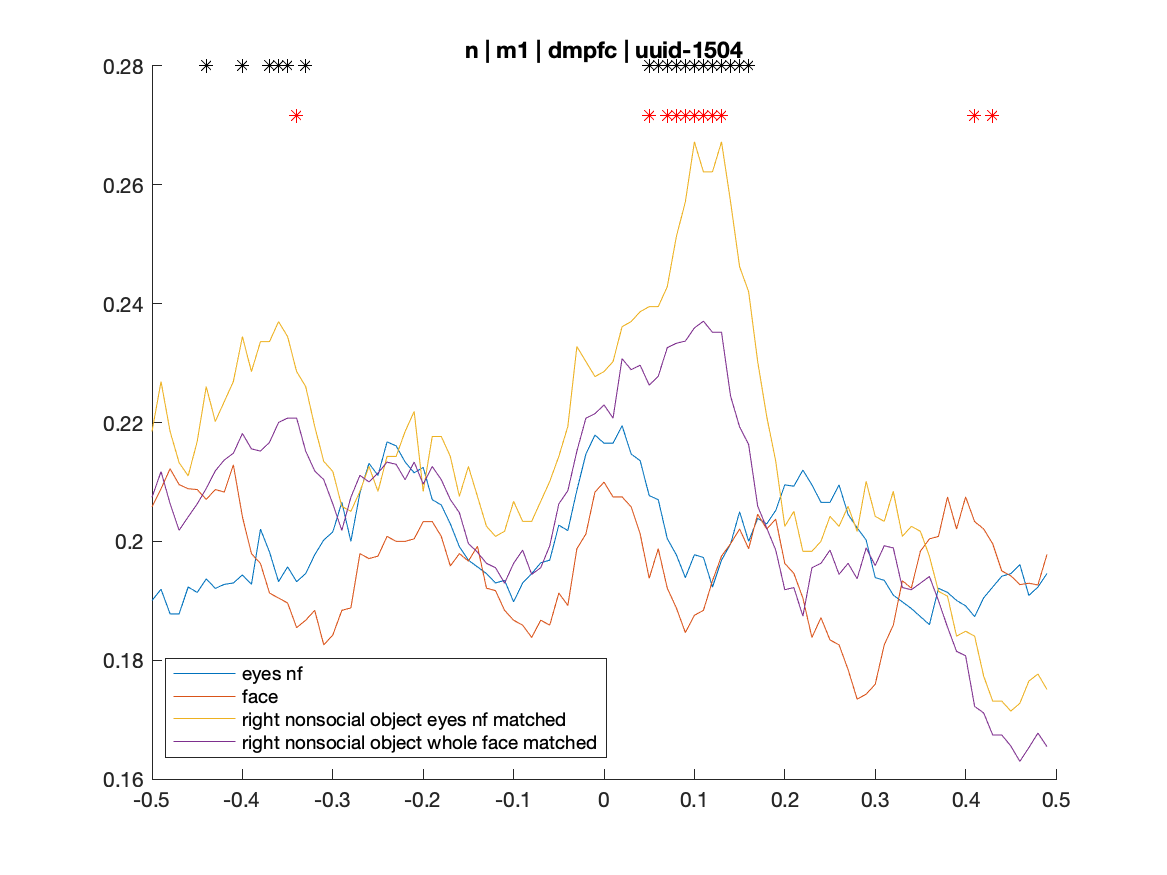 n | m1 | dmpfc | uuid-1504
0.28
0.26
0.24
0.22
0.2
0.18
0.16
eyes nf
face
right nonsocial object eyes nf matched
right nonsocial object whole face matched
-0.5 -0.4 -0.3 -0.2 -0.1 0 0.1 0.2 0.3 0.4 0.5